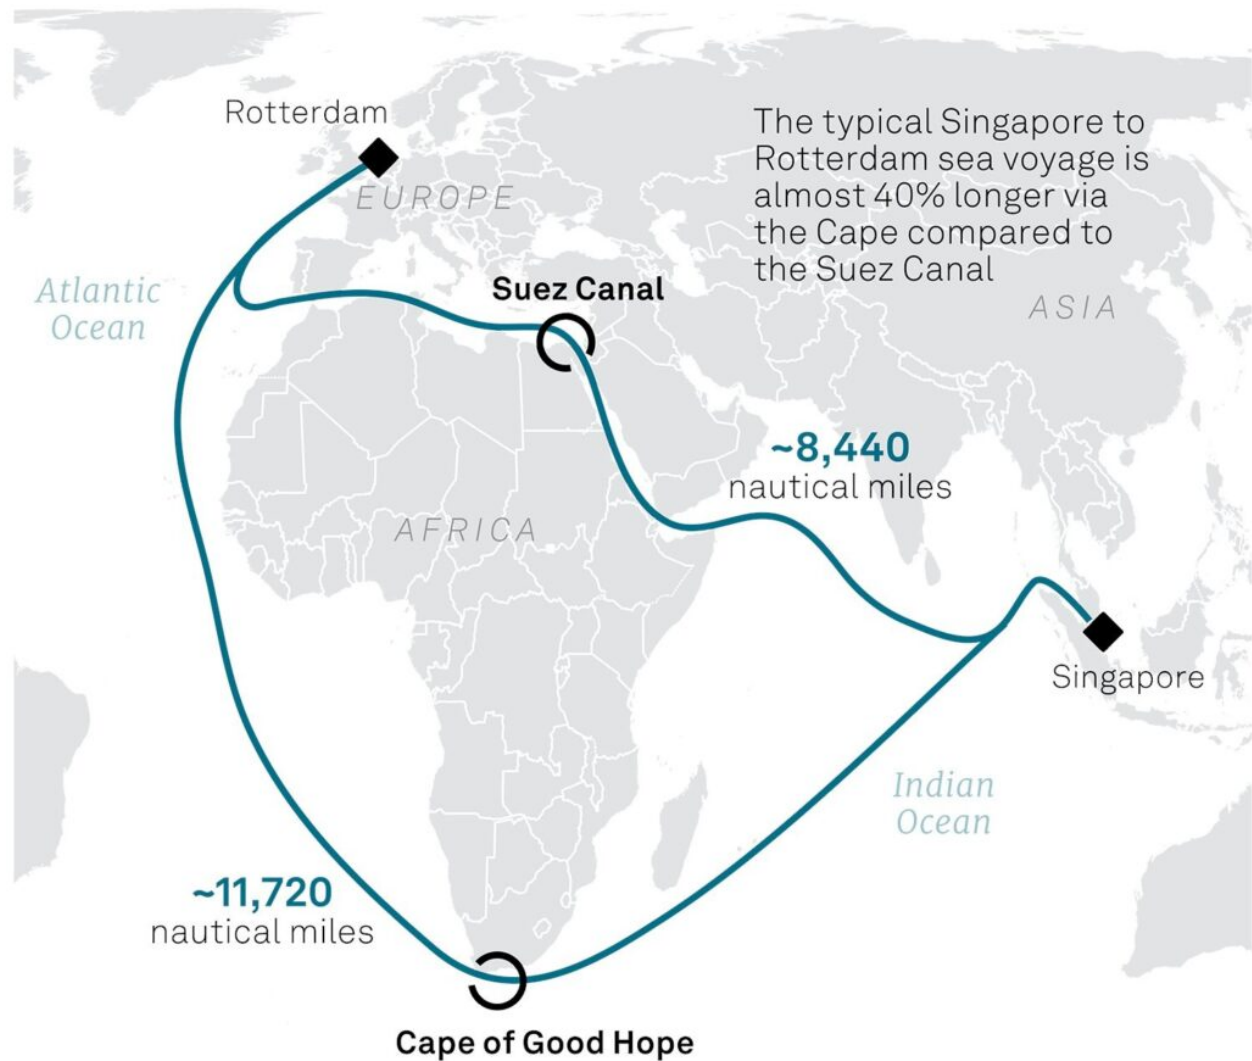 Rotterdam
The typical Singapore to
Rotterdam sea voyage is
almost 40% longer via
the Cape compared to
the Suez Canal
EUROPE
Atlantic
Ocean
Suez Canal
ASIA
~8,440
nautical miles
AFRICA
Singapore
Indian
Ocean
~11,720
nautical miles
Cape of Good Hope